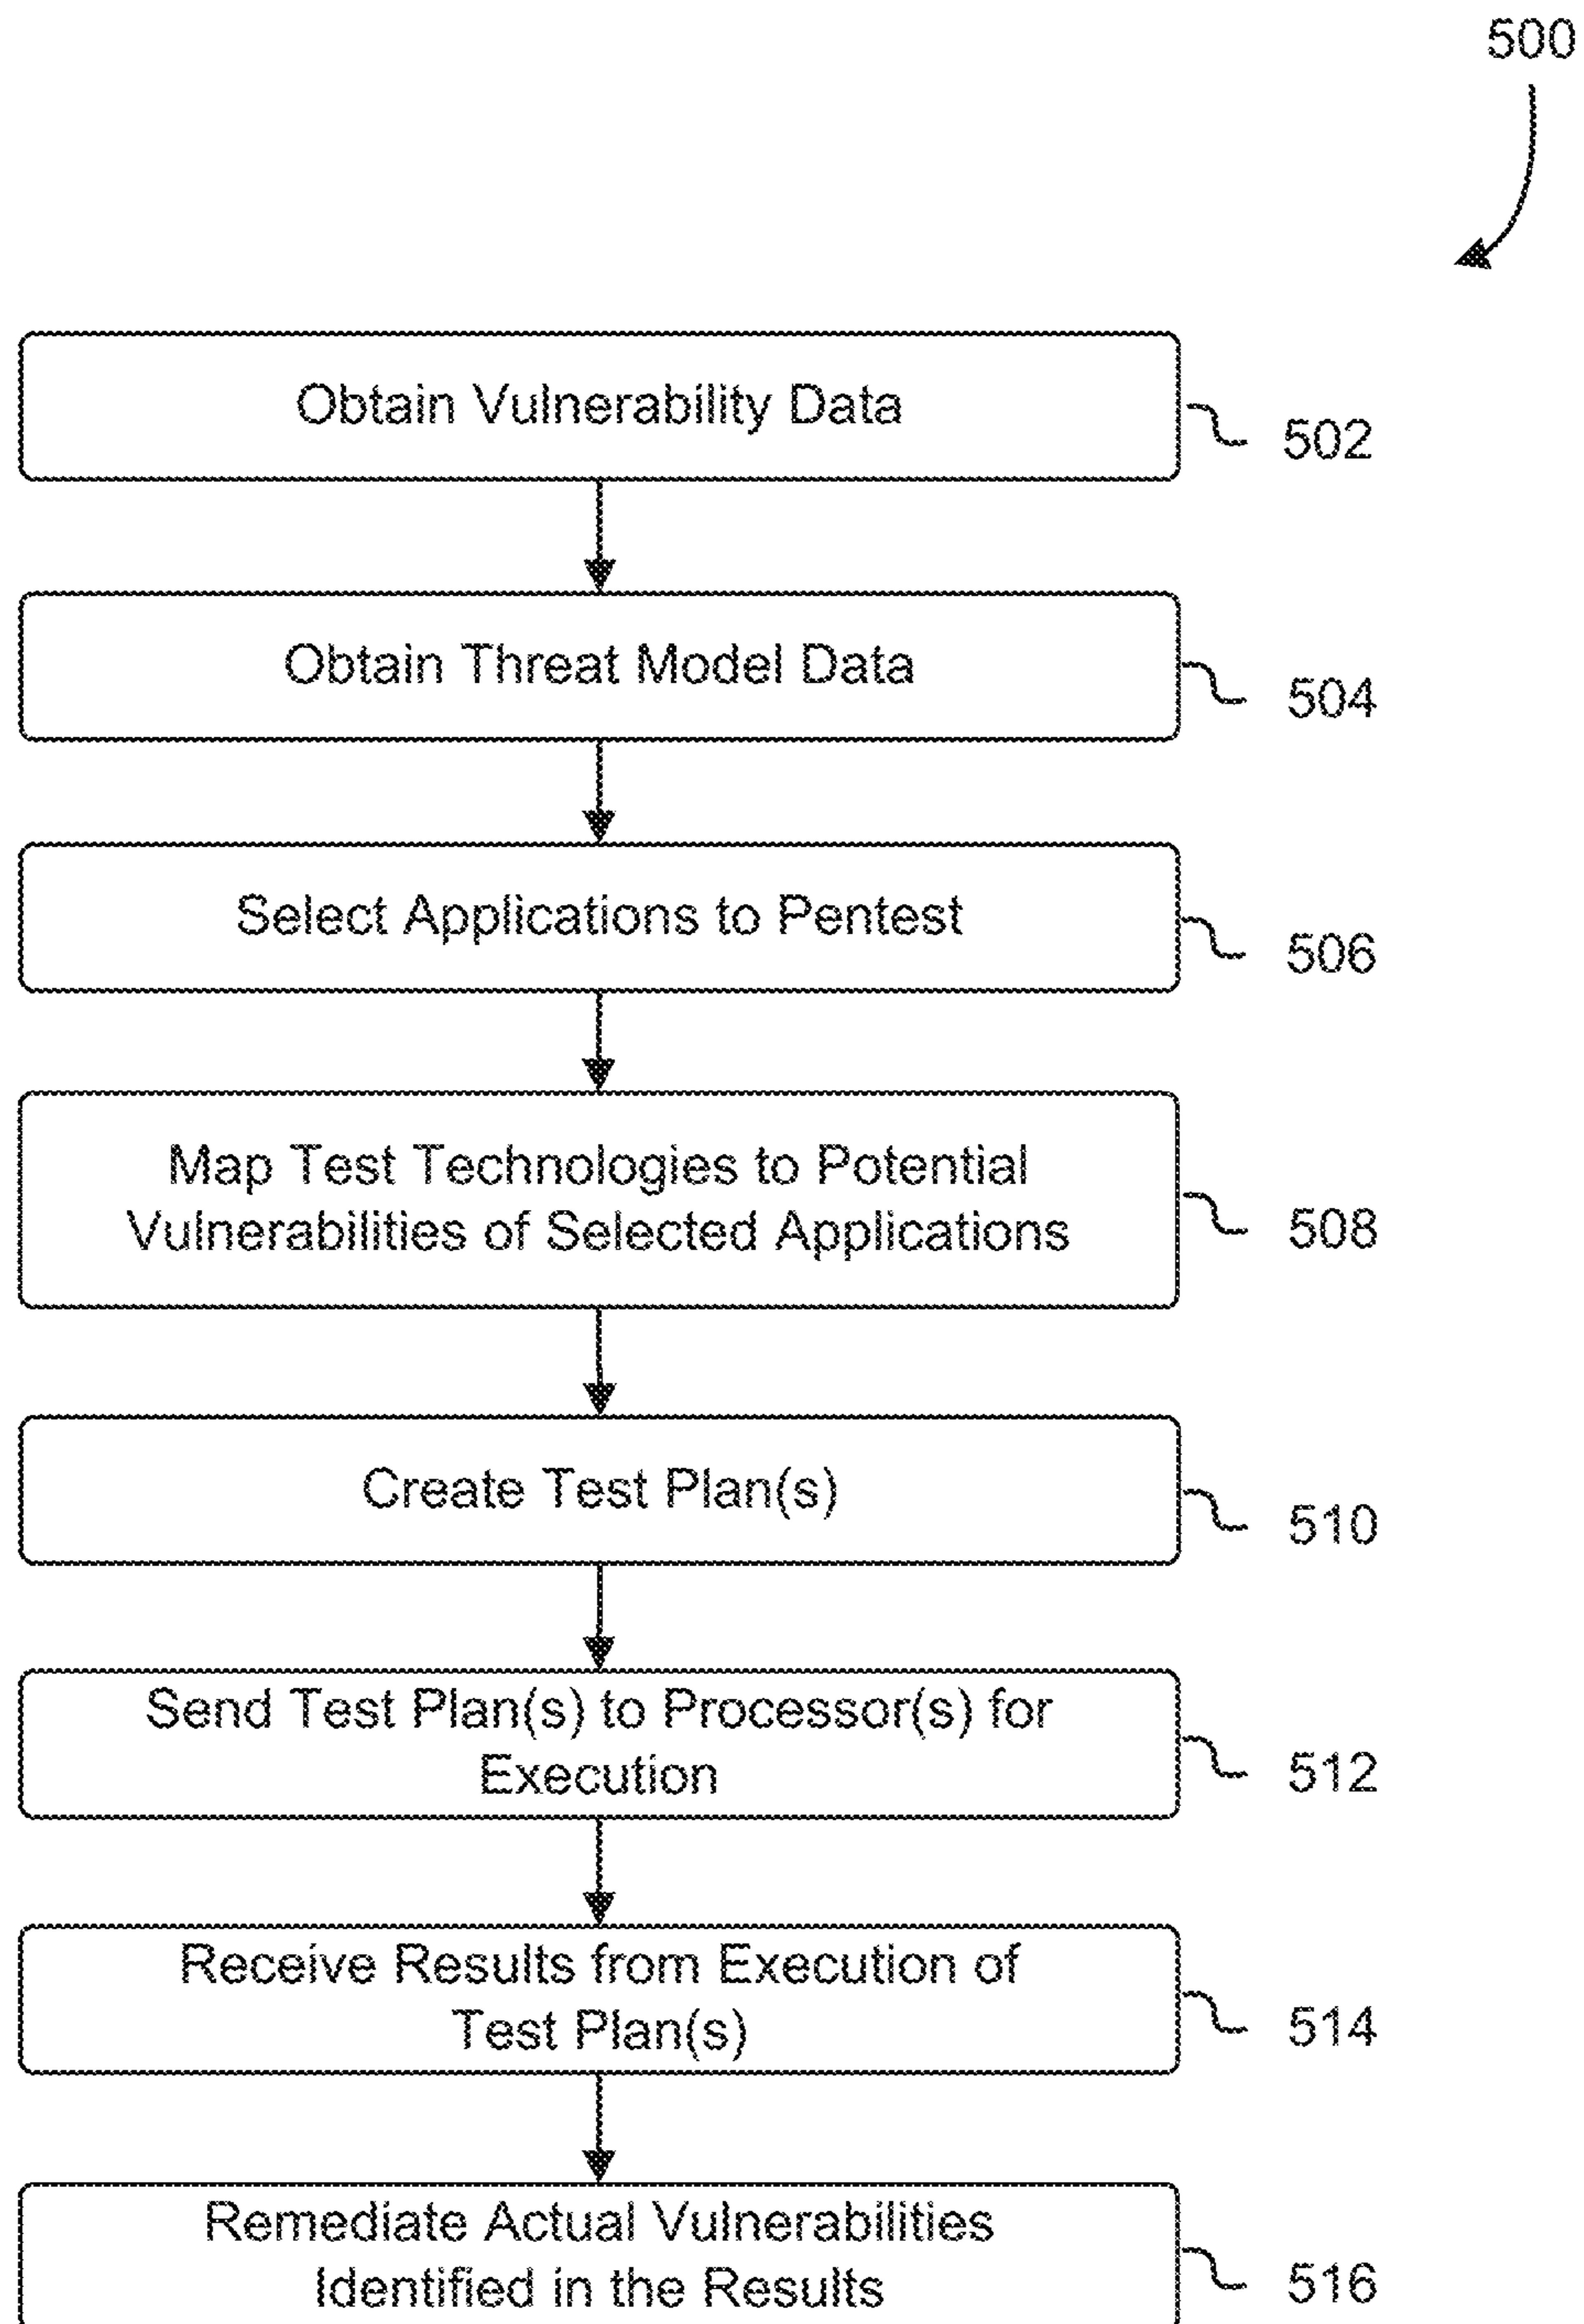 500
Obtain Vulnerability Data
502
Obtain Threat Model Data
504
Select Applications to Pentest
506
Map Test Technologies to Potential
Vulnerabilities of Selected Applications
508
Create Test Plan(s)
510
Send Test Plan(s) to Processor(s) for
Execution
512
Receive Results from Execution of
Test Plan(s)
514
Remediate Actual Vulnerabilities
Identified in the Results
516